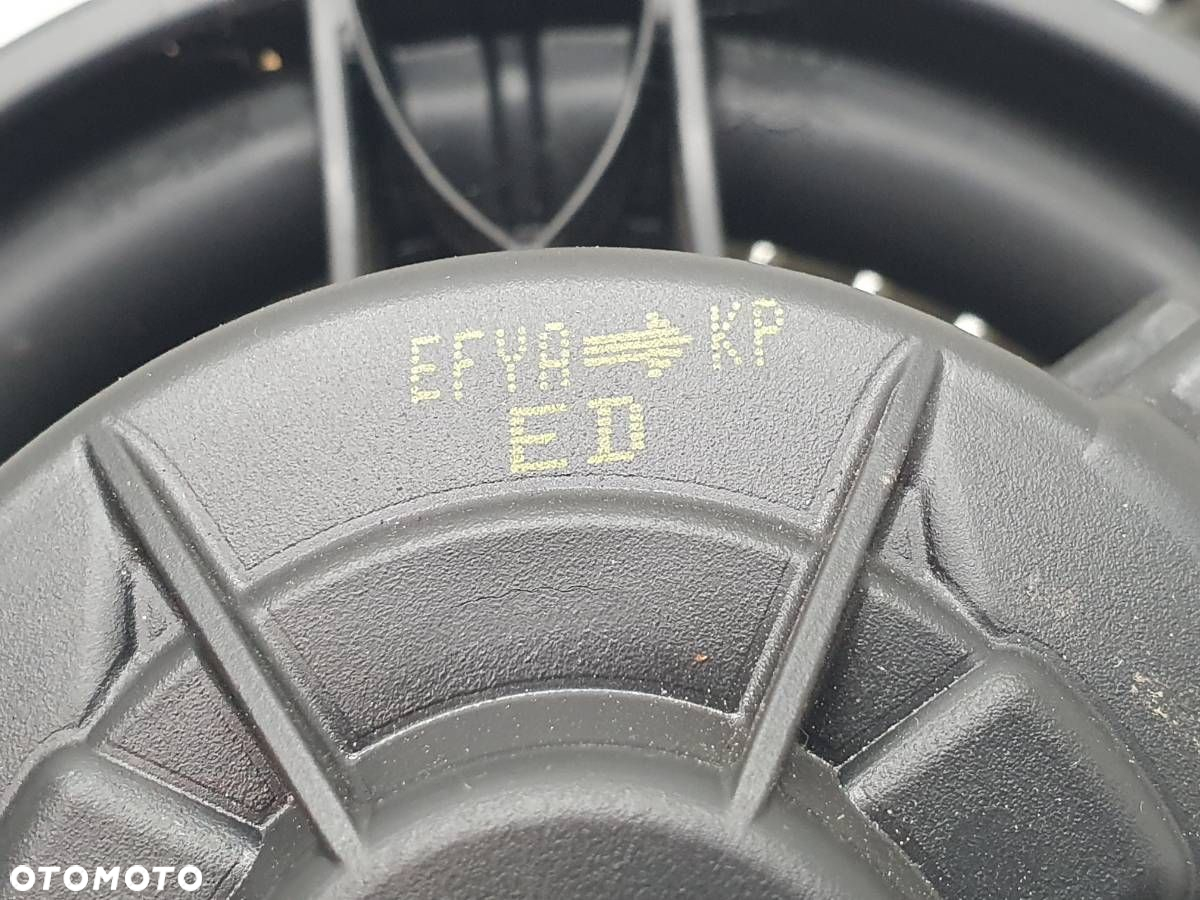 EFYA → KP
ED
OTOMOTO